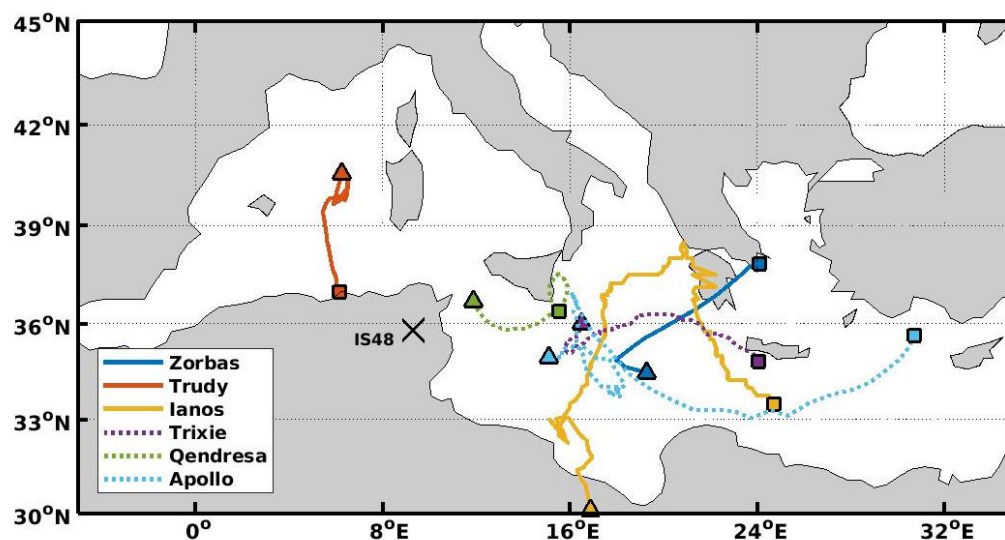 45°N
42°N
39°N
36°N
33°N
30°N
IS48
Zorbas
Trudy
Ianos
Trixie
Qendresa
Apollo
0°
8°E
16°E
24°E
32°E